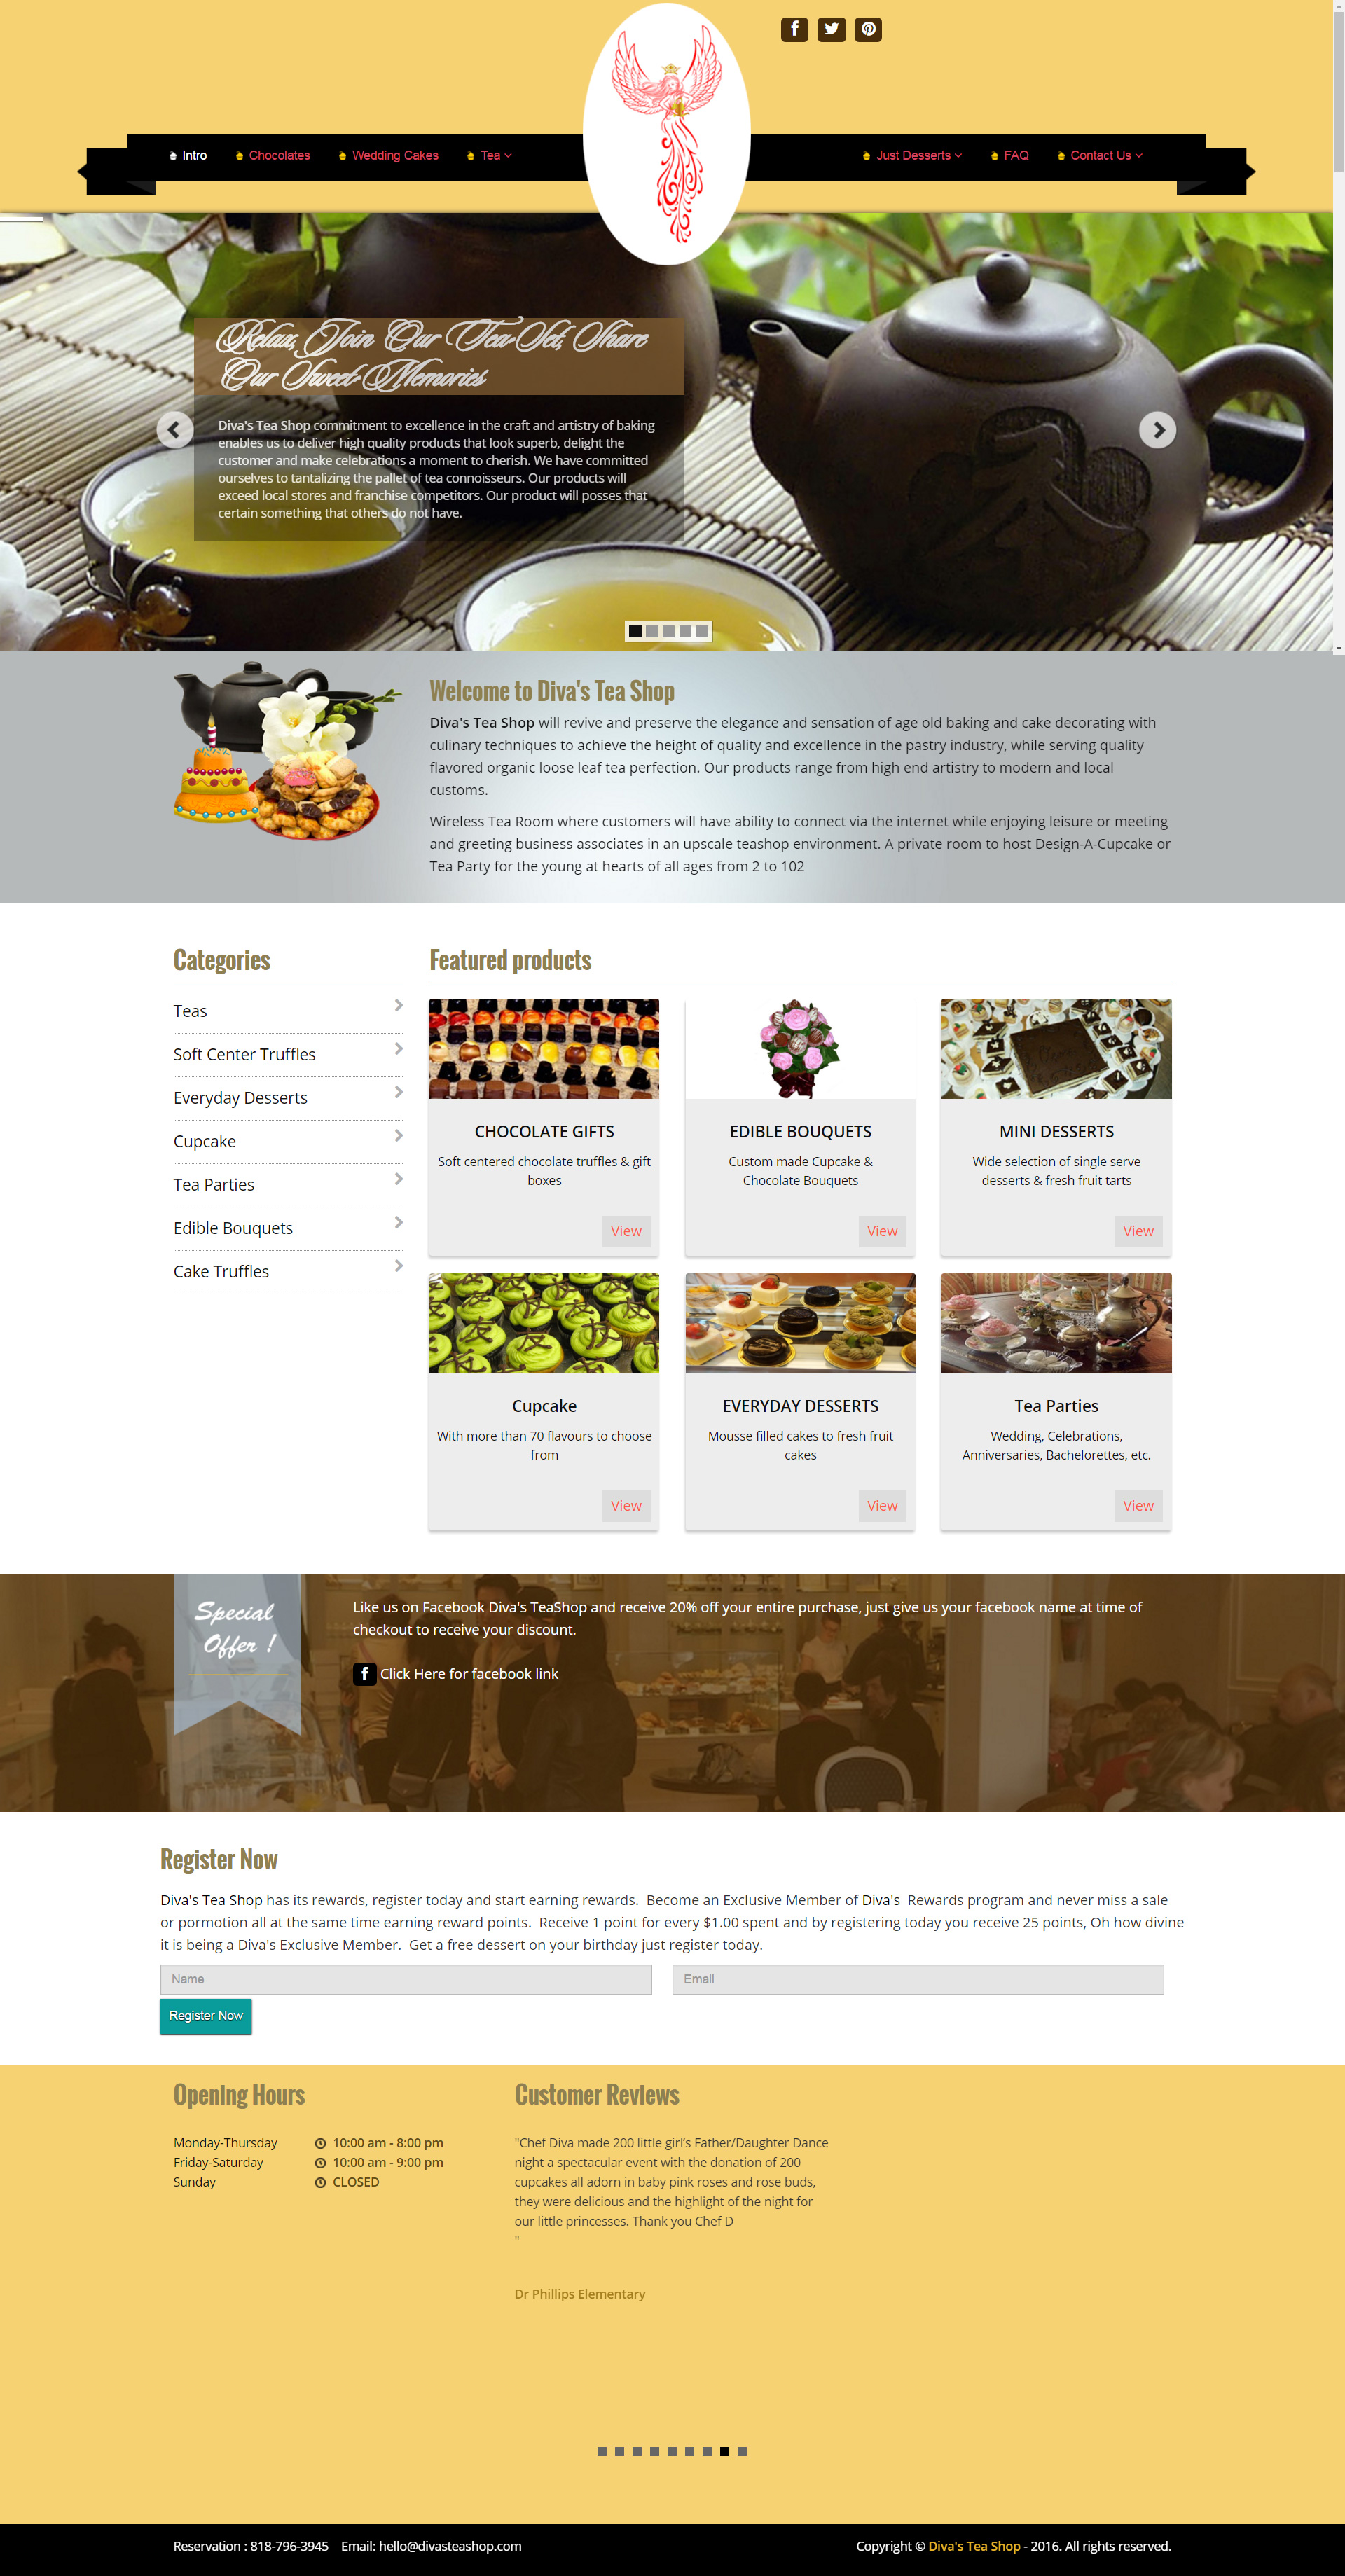 Intro
Chocolates
Wedding Cakes
Tea
Just Desserts
FAQ
Contact Us
Relax, Join Our Tea-Set, Share
Our Sweet Memories
Diva's Tea Shop commitment to excellence in the craft and artistry of baking
enables us to deliver high quality products that look superb, delight the
customer and make celebrations a moment to cherish. We have committed
ourselves to tantalizing the pallet of tea connoisseurs. Our products will
exceed local stores and franchise competitors. Our product will posses that
certain something that others do not have.
Welcome to Diva's Tea Shop
Diva's Tea Shop will revive and preserve the elegance and sensation of age old baking and cake decorating with
culinary techniques to achieve the height of quality and excellence in the pastry industry, while serving quality
flavored organic loose leaf tea perfection. Our products range from high end artistry to modern and local
customs.
Wireless Tea Room where customers will have ability to connect via the internet while enjoying leisure or meeting
and greeting business associates in an upscale teashop environment. A private room to host Design-A-Cupcake or
Tea Party for the young at hearts of all ages from 2 to 102
Categories
Teas
Soft Center Truffles
Everyday Desserts
Cupcake
Tea Parties
Edible Bouquets
Cake Truffles
Featured products
CHOCOLATE GIFTS
Soft centered chocolate truffles & gift
boxes
View
EDIBLE BOUQUETS
Custom made Cupcake &
Chocolate Bouquets
View
MINI DESSERTS
Wide selection of single serve
desserts & fresh fruit tarts
View
Cupcake
With more than 70 flavours to choose
from
View
EVERYDAY DESSERTS
Mousse filled cakes to fresh fruit
cakes
View
Tea Parties
Wedding, Celebrations,
Anniversaries, Bachelorettes, etc.
View
Special
Offer !
Like us on Facebook Diva's TeaShop and receive 20% off your entire purchase, just give us your facebook name at time of
checkout to receive your discount.
Click Here for facebook link
Register Now
Diva's Tea Shop has its rewards, register today and start earning rewards.  Become an Exclusive Member of Diva's  Rewards program and never miss a sale
or pormotion all at the same time earning reward points.  Receive 1 point for every $1.00 spent and by registering today you receive 25 points, Oh how divine
it is being a Diva's Exclusive Member.  Get a free dessert on your birthday just register today.
Name
Email
Register Now
Opening Hours
Monday-Thursday 10:00 am - 8:00 pm
Friday-Saturday 10:00 am - 9:00 pm
Sunday CLOSED
Customer Reviews
"Chef Diva made 200 little girl's Father/Daughter Dance
night a spectacular event with the donation of 200
cupcakes all adorn in baby pink roses and rose buds,
they were delicious and the highlight of the night for
our little princesses. Thank you Chef D
"
Dr Phillips Elementary
Reservation : 818-796-3945 Email: hello@divasteashop.com
Copyright © Diva's Tea Shop - 2016. All rights reserved.